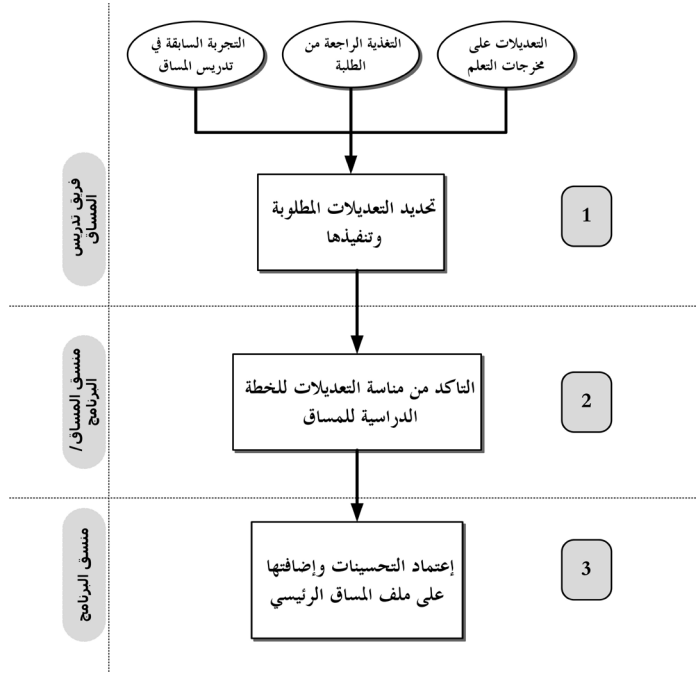 التعديلات على
مخرجات التعلم
التغذية الراجعة من
الطلبة
التجربة السابقة في
تدريس المساق
1
تحديد التعديلات المطلوبة
وتنفيذها
فريق تدريس
المساق
2
التاكد من مناسة التعديلات للخطة
الدراسية للمساق
منسق المساق/
البرنامج
3
إعتماد التحسينات وإضافتها
على ملف المساق الرئيسي
منسق البرنامج